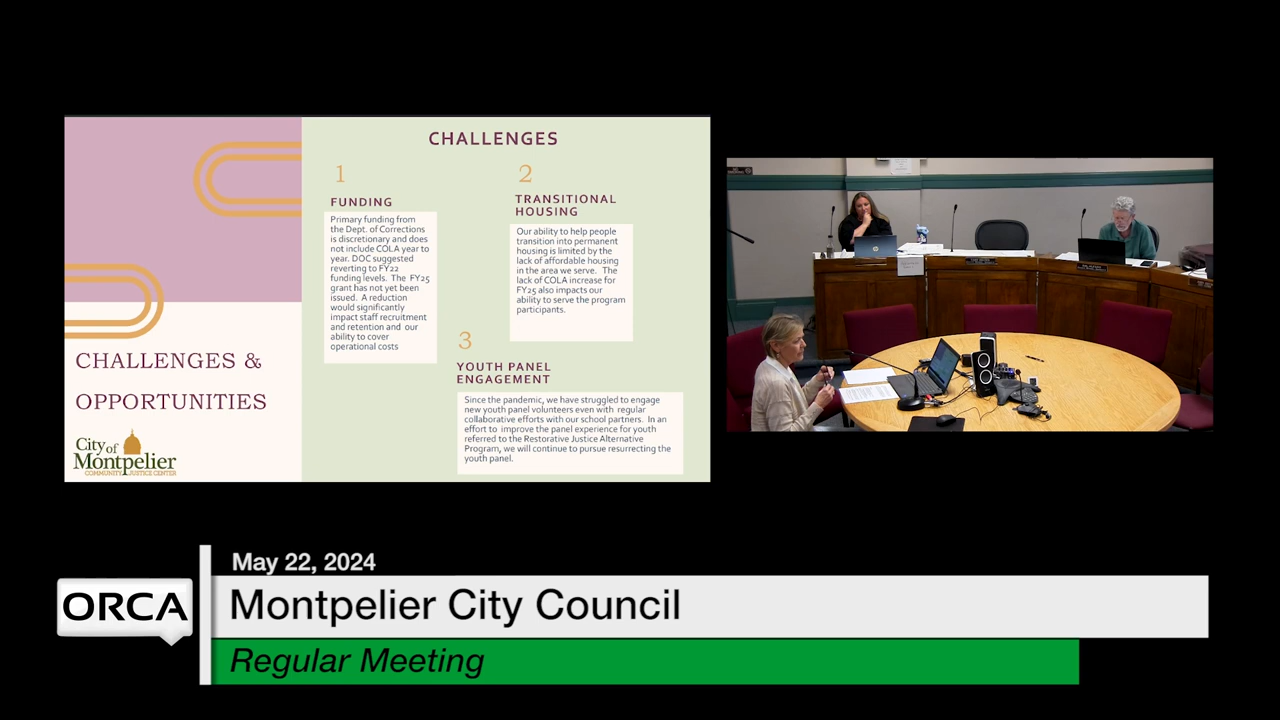 CHALLENGES &
OPPORTUNITIES
City of
Montpelier
COMMUNITY JUSTICE CENTER
CHALLENGES
1
FUNDING
Primary funding from
the Dept. of Corrections
is discretionary and does
not include COLA year to
year. DOC suggested
reverting to FY22
funding levels. The FY25
grant has not yet been
issued. A reduction
would significantly
impact staff recruitment
and retention and our
ability to cover
operational costs
2
TRANSITIONAL
HOUSING
Our ability to help people
transition into permanent
housing is limited by the
lack of affordable housing
in the area we serve. The
lack of COLA increase for
FY25 also impacts our
ability to serve the program
participants.
3
YOUTH PANEL
ENGAGEMENT
Since the pandemic, we have struggled to engage
new youth panel volunteers even with regular
collaborative efforts with our school partners. In an
effort to improve the panel experience for youth
referred to the Restorative Justice Alternative
Program, we will continue to pursue resurrecting the
youth panel.
May 22, 2024
ORCA
Montpelier City Council
Regular Meeting